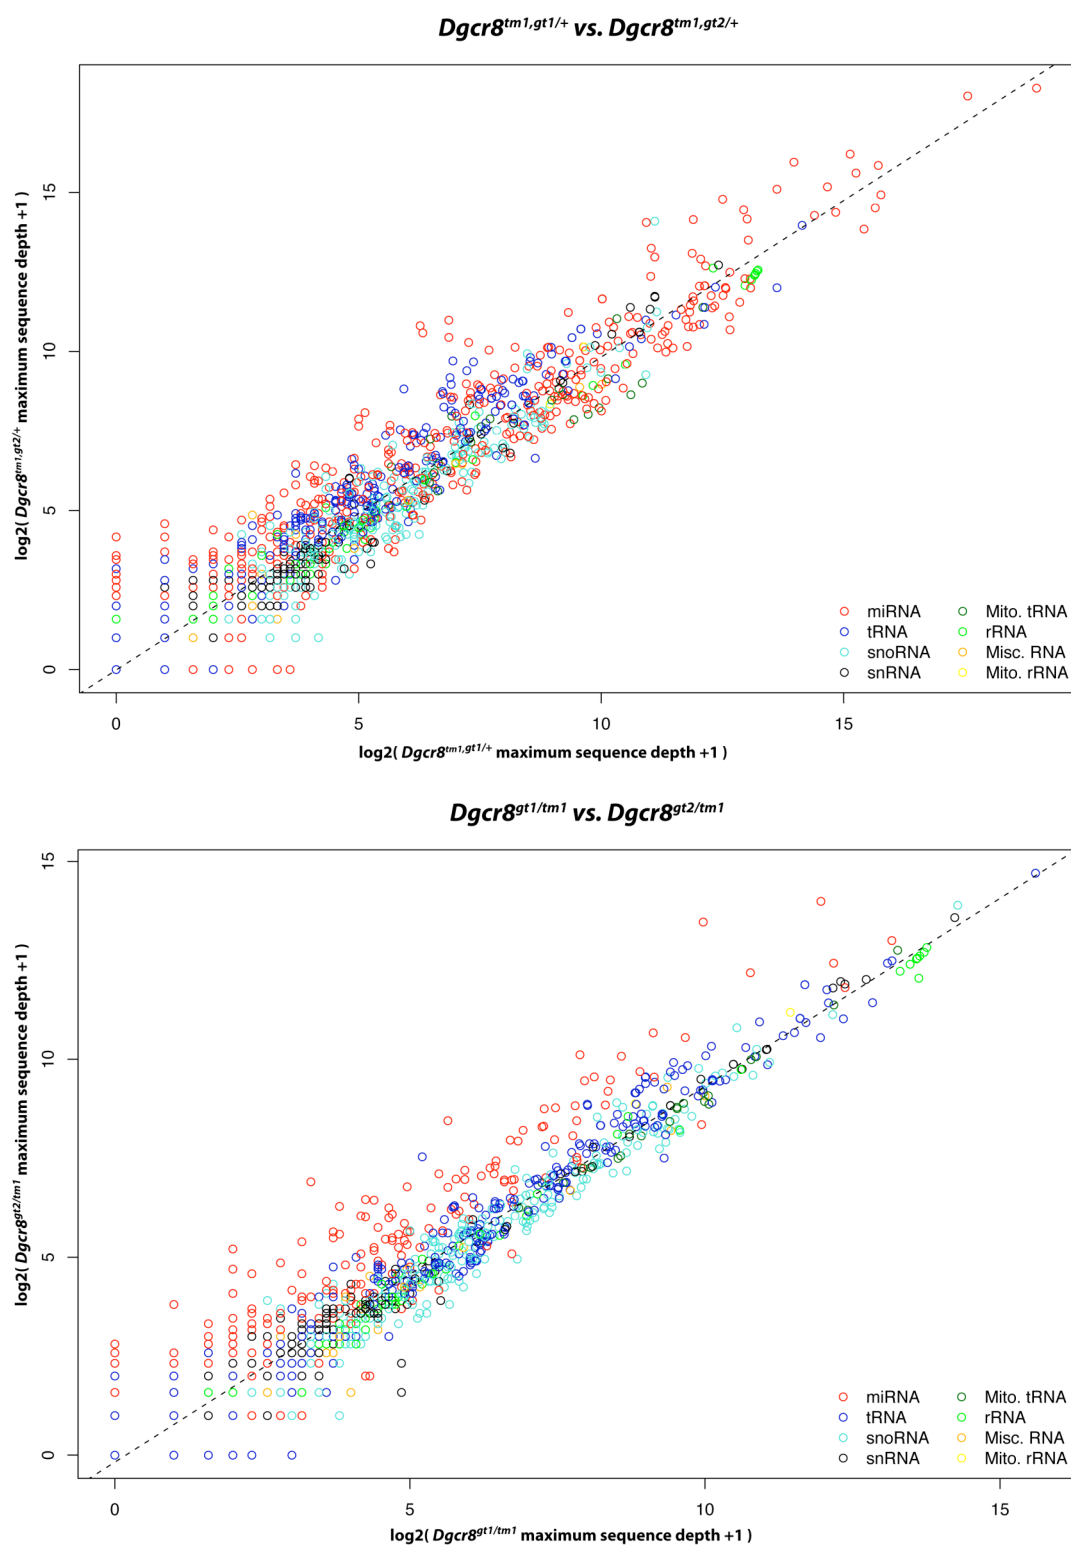 Dgcr8tm1,gt1/+ vs. Dgcr8tm1,gt2/+
log2( Dgcr8tm1,gt2/+ maximum sequence depth +1 )
15
10
5
0
miRNA Mito. tRNA
tRNA rRNA
snoRNA Misc. RNA
snRNA Mito. rRNA
0 5 10 15
log2( Dgcr8tm1,gt1/+ maximum sequence depth +1 )
Dgcr8gt1/tm1 vs. Dgcr8gt2/tm1
log2( Dgcr8gt2/tm1 maximum sequence depth +1 )
15
10
5
0
miRNA Mito. tRNA
tRNA rRNA
snoRNA Misc. RNA
snRNA Mito. rRNA
0 5 10 15
log2( Dgcr8gt1/tm1 maximum sequence depth +1 )